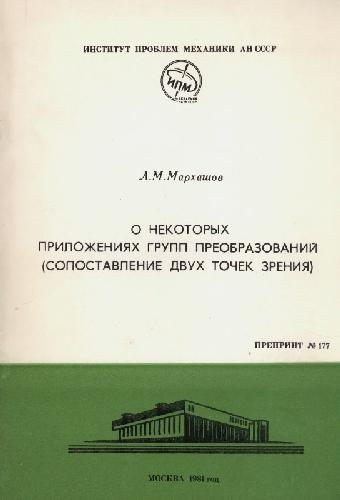 ИНСТИТУТ ПРОБЛЕМ МЕХАНИКИ АН СССР
ИПМ
А.М.Мархашов
О НЕКОТОРЫХ
ПРИЛОЖЕНИЯХ ГРУПП ПРЕОБРАЗОВАНИЙ
(СОПОСТАВЛЕНИЕ ДВУХ ТОЧЕК ЗРЕНИЯ)
ПРЕПРИНТ № 177
МОСКВА 1981 год